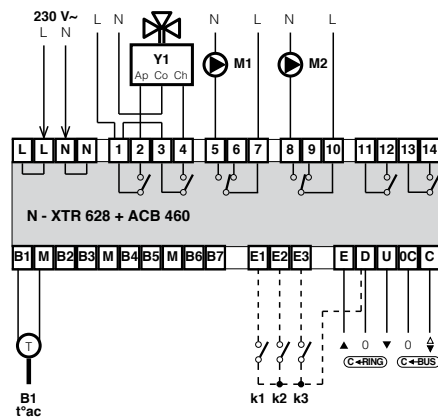 230 V~ L N L N N L N L
L N
Y1 M1 M2
Ap Co Ch
L L N N 1 2 3 4 5 6 7 8 9 10 11 12 13 14
N - XTR 628 + ACB 460
B1 M B2 B3 M B4 B5 M B6 B7 E1 E2 E3 E D U 0C C
T
▲ 0 ▼ 0 △▼
C◄RING C◄BUS
B1 k1 k2 k3
t°ac